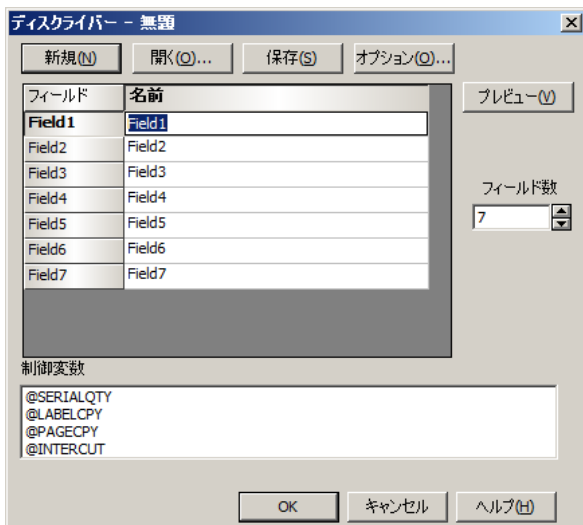 ディスクライバー - 無題
新規(N) 開く(O)... 保存(S) オプション(O)...
フィールド 名前 プレビュー(V)
Field1 Field1
Field2 Field2
Field3 Field3
フィールド数
Field4 Field4
7
Field5 Field5
Field6 Field6
Field7 Field7
制御変数
@SERIALQTY
@LABELCPY
@PAGECPY
@INTERCUT
OK キャンセル ヘルプ(H)